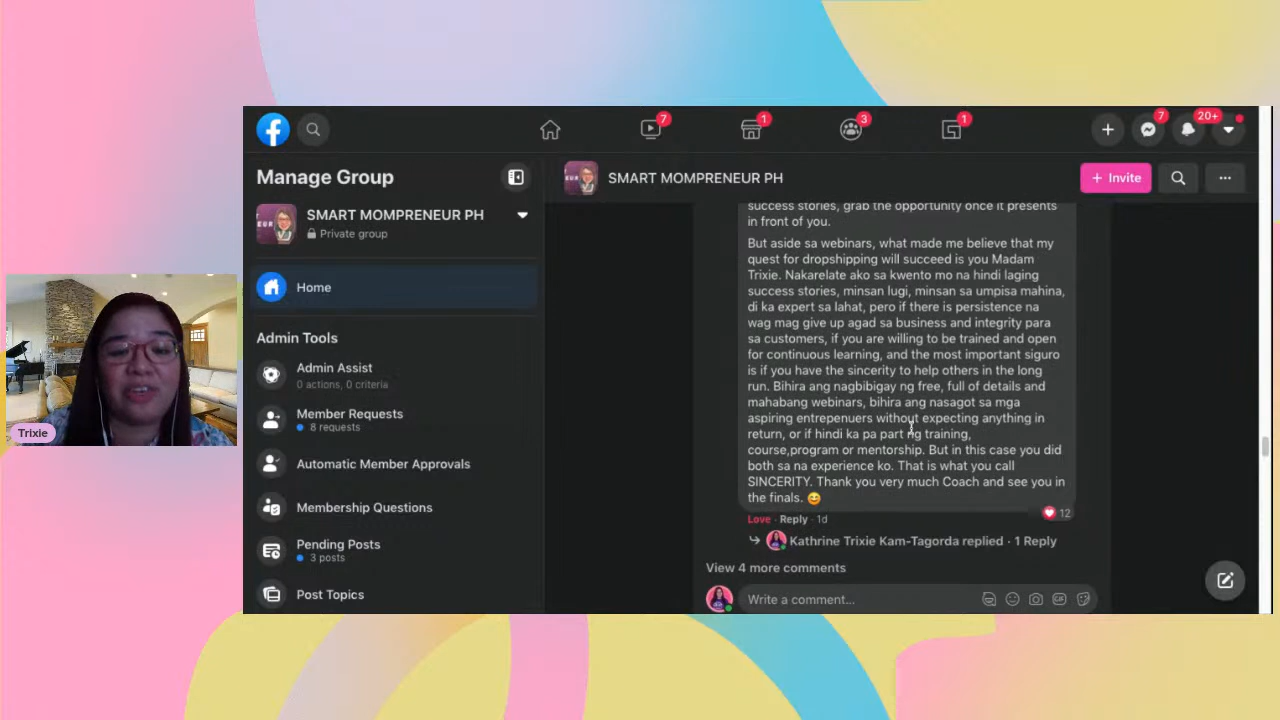 7
1
3
1
7
20+
Manage Group
SMART MOMPRENEUR PH
Private group
Home
Admin Tools
Admin Assist
0 actions, 0 criteria
Member Requests
8 requests
Automatic Member Approvals
Membership Questions
Pending Posts
3 posts
Post Topics
SMART MOMPRENEUR PH
+ Invite
success stories, grab the opportunity once it presents
in front of you.
But aside sa webinars, what made me believe that my
quest for dropshipping will succeed is you Madam
Trixie. Nakarelate ako sa kwento mo na hindi laging
success stories, minsan lugi, minsan sa umpisa mahina,
di ka expert sa lahat, pero if there is persistence na
wag mag give up agad sa business and integrity para
sa customers, if you are willing to be trained and open
for continuous learning, and the most important siguro
is if you have the sincerity to help others in the long
run. Bihira ang nagbibigay ng free, full of details and
mahabang webinars, bihira ang nasagot sa mga
aspiring entrepenuers without expecting anything in
return, or if hindi ka pa part ng training,
course,program or mentorship. But in this case you did
both sa na experience ko. That is what you call
SINCERITY. Thank you very much Coach and see you in
the finals. 😊
Love · Reply · 1d
12
Kathrine Trixie Kam-Tagorda replied · 1 Reply
View 4 more comments
Write a comment...
GIF
Trixie